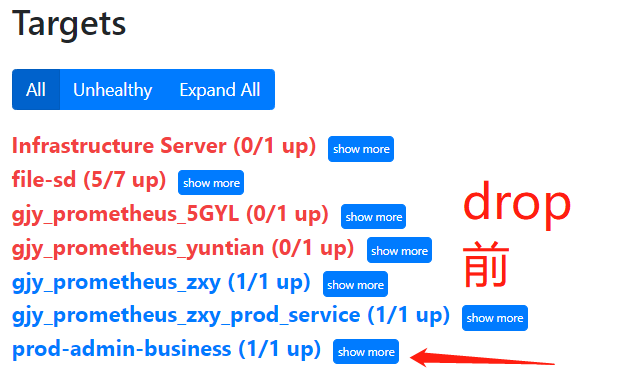 Targets
All Unhealthy Expand All
Infrastructure Server (0/1 up) show more
file-sd (5/7 up) show more
gjy_prometheus_5GYL (0/1 up) show more
gjy_prometheus_yuntian (0/1 up) show more
gjy_prometheus_zxy (1/1 up) show more
gjy_prometheus_zxy_prod_service (1/1 up) show more
prod-admin-business (1/1 up) show more
drop
前